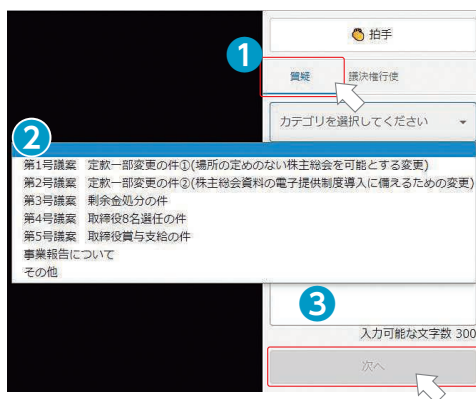 拍手
1
質疑 議決権行使
カテゴリを選択してください
2
第1号議案 定款一部変更の件①(場所の定めのない株主総会を可能とする変更)
第2号議案 定款一部変更の件②(株主総会資料の電子提供制度導入に備えるための変更)
第3号議案 剰余金処分の件
第4号議案 取締役8名選任の件
第5号議案 取締役賞与支給の件
事業報告について
その他
3
入力可能な文字数 300
次へ